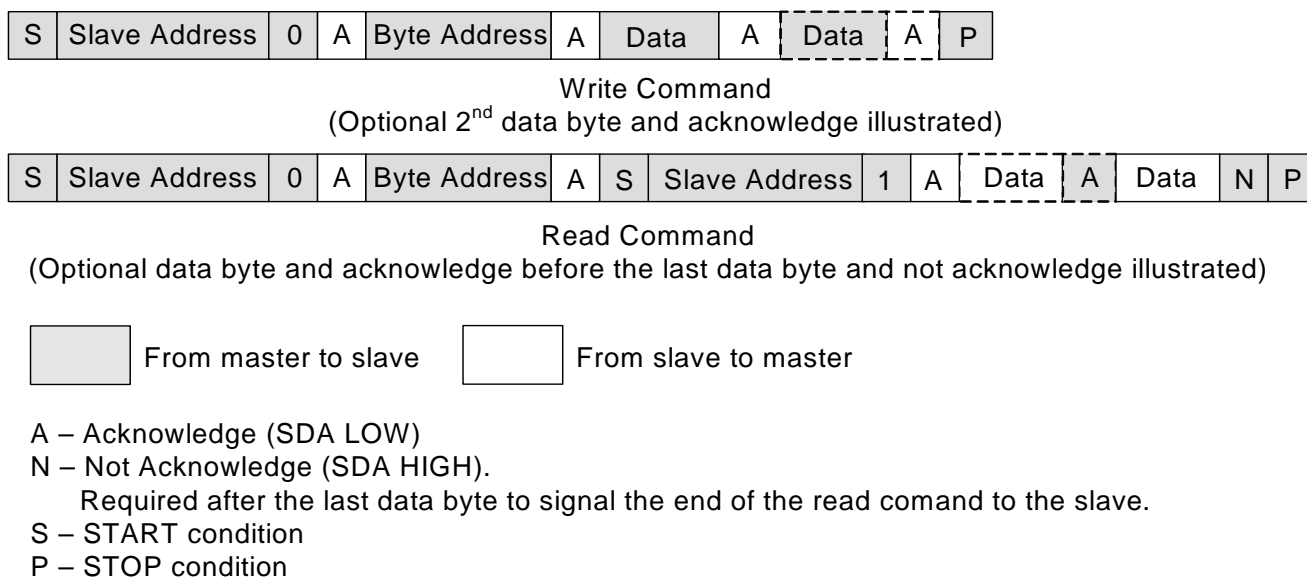 S Slave Address 0 A Byte Address A Data A Data A P
Write Command
(Optional 2nd data byte and acknowledge illustrated)
S Slave Address 0 A Byte Address A S Slave Address 1 A Data A Data N P
Read Command
(Optional data byte and acknowledge before the last data byte and not acknowledge illustrated)
From master to slave From slave to master
A – Acknowledge (SDA LOW)
N – Not Acknowledge (SDA HIGH).
Required after the last data byte to signal the end of the read comand to the slave.
S – START condition
P – STOP condition